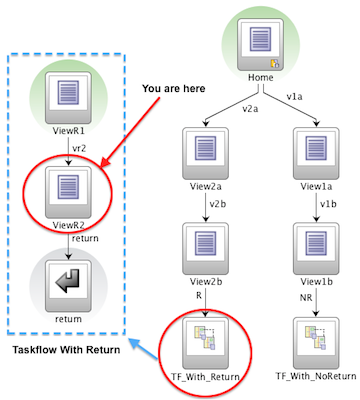 Home
v2a
v1a
You are here
ViewR1
vr2
View2a
View1a
ViewR2
v2b
v1b
return
View2b
View1b
R
NR
return
Taskflow With Return
TF_With_Return
TF_With_NoReturn